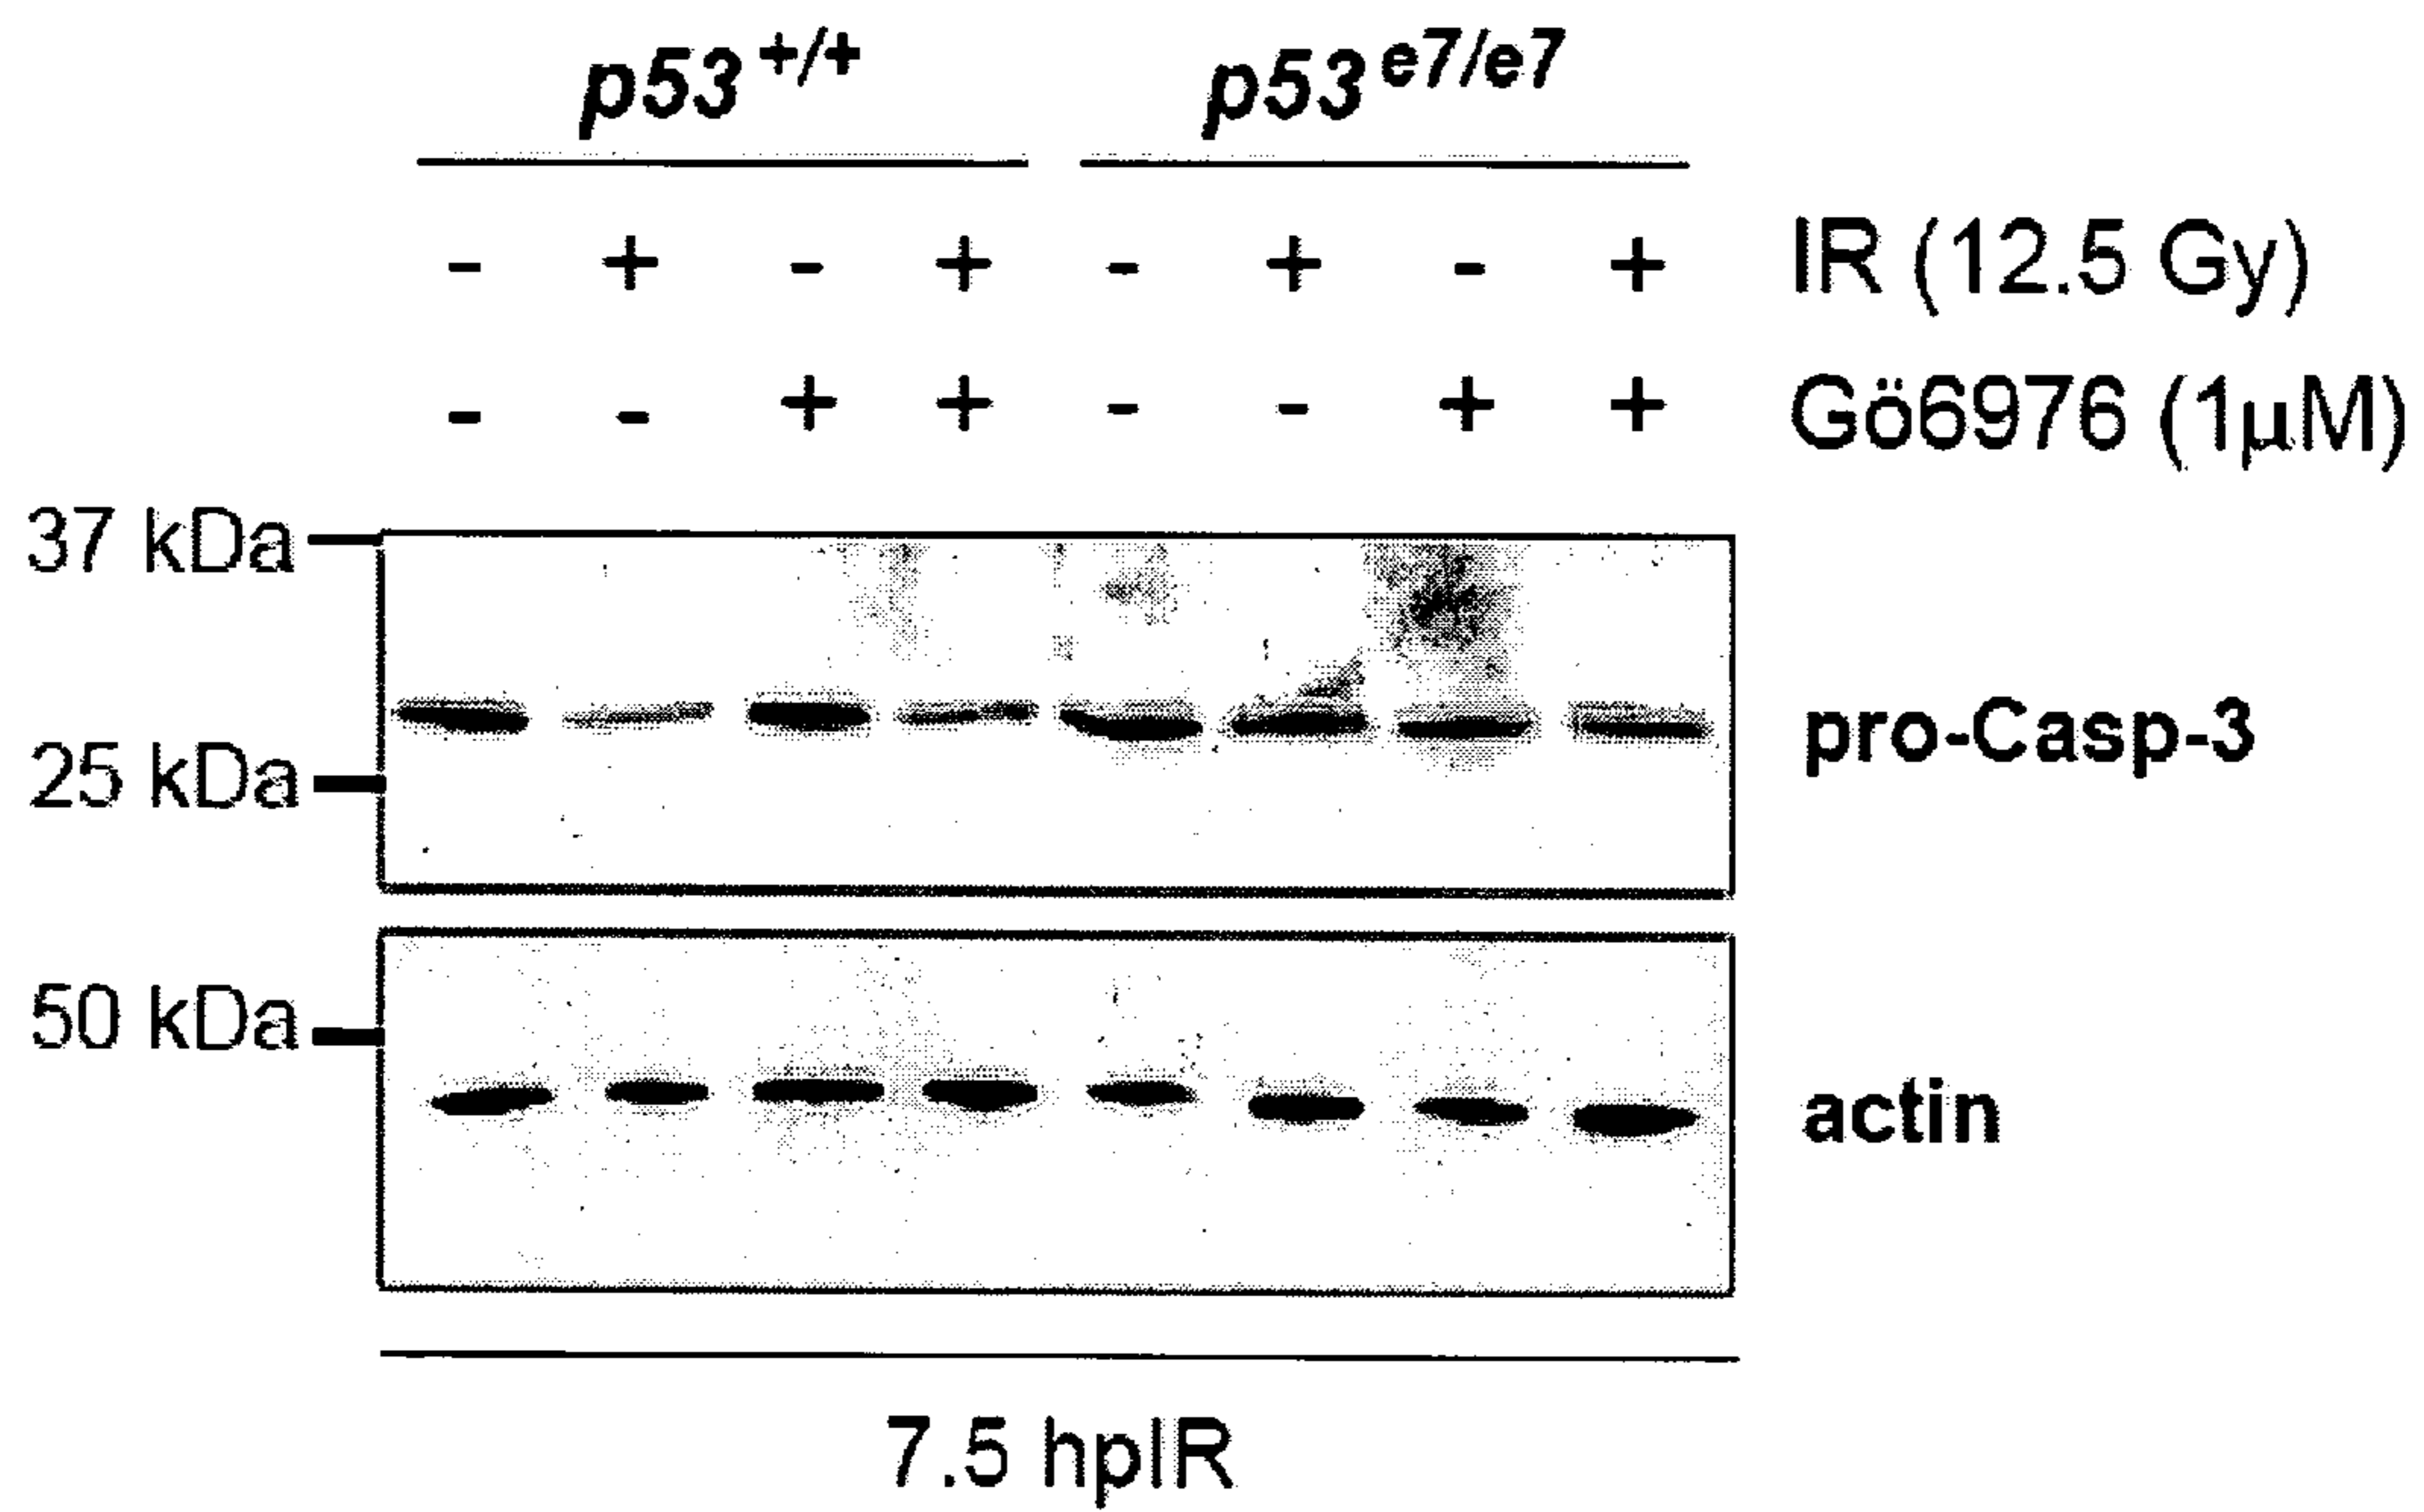 p53+/+ p53e7/e7
- + - + - + - + IR (12.5 Gy)
- - + + - - + + Gö6976 (1µM)
37 kDa
pro-Casp-3
25 kDa
50 kDa
actin
7.5 hpIR